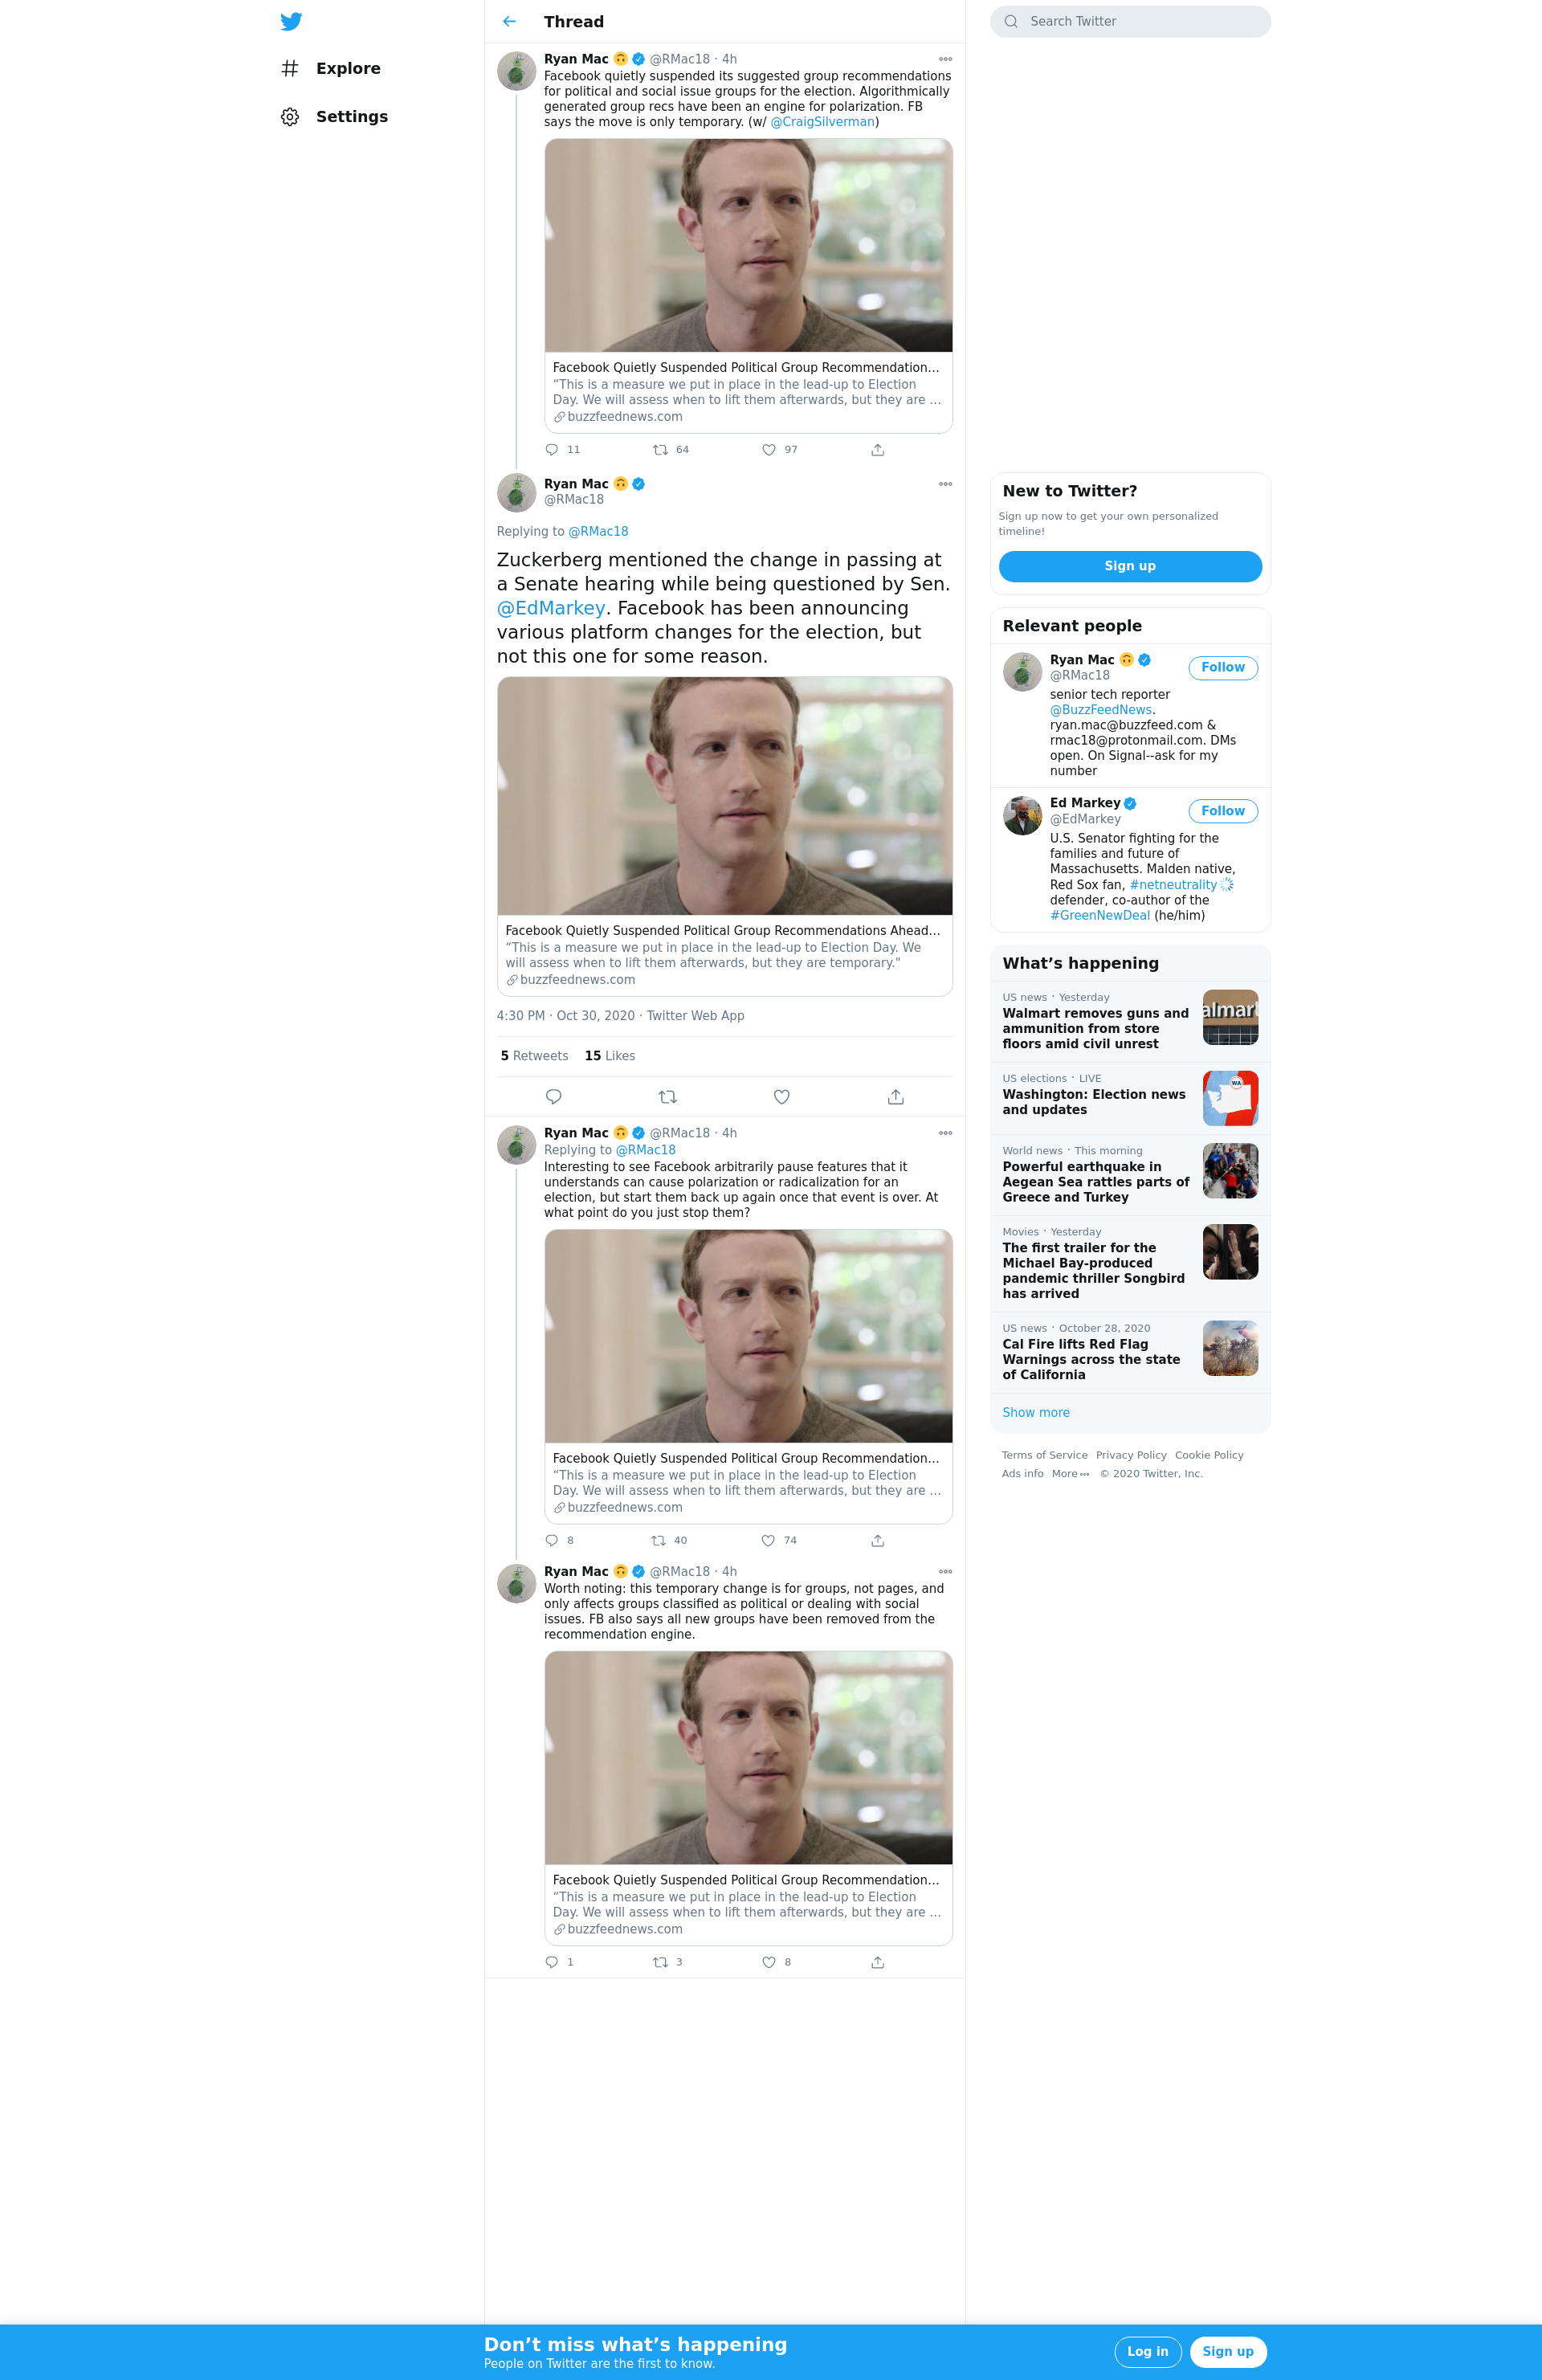 Explore
Settings
Thread
Ryan Mac 🙃 @RMac18 · 4h
Facebook quietly suspended its suggested group recommendations
for political and social issue groups for the election. Algorithmically
generated group recs have been an engine for polarization. FB
says the move is only temporary. (w/ @CraigSilverman)
Facebook Quietly Suspended Political Group Recommendation…
“This is a measure we put in place in the lead-up to Election
Day. We will assess when to lift them afterwards, but they are …
buzzfeednews.com
11 64 97
Ryan Mac 🙃
@RMac18
Replying to @RMac18
Zuckerberg mentioned the change in passing at
a Senate hearing while being questioned by Sen.
@EdMarkey. Facebook has been announcing
various platform changes for the election, but
not this one for some reason.
Facebook Quietly Suspended Political Group Recommendations Ahead…
“This is a measure we put in place in the lead-up to Election Day. We
will assess when to lift them afterwards, but they are temporary."
buzzfeednews.com
4:30 PM · Oct 30, 2020 · Twitter Web App
5 Retweets 15 Likes
Ryan Mac 🙃 @RMac18 · 4h
Replying to @RMac18
Interesting to see Facebook arbitrarily pause features that it
understands can cause polarization or radicalization for an
election, but start them back up again once that event is over. At
what point do you just stop them?
Facebook Quietly Suspended Political Group Recommendation…
“This is a measure we put in place in the lead-up to Election
Day. We will assess when to lift them afterwards, but they are …
buzzfeednews.com
8 40 74
Ryan Mac 🙃 @RMac18 · 4h
Worth noting: this temporary change is for groups, not pages, and
only affects groups classified as political or dealing with social
issues. FB also says all new groups have been removed from the
recommendation engine.
Facebook Quietly Suspended Political Group Recommendation…
“This is a measure we put in place in the lead-up to Election
Day. We will assess when to lift them afterwards, but they are …
buzzfeednews.com
1 3 8
Search Twitter
New to Twitter?
Sign up now to get your own personalized
timeline!
Sign up
Relevant people
Ryan Mac 🙃
@RMac18
Follow
senior tech reporter
@BuzzFeedNews.
ryan.mac@buzzfeed.com &
rmac18@protonmail.com. DMs
open. On Signal--ask for my
number
Ed Markey
@EdMarkey
Follow
U.S. Senator fighting for the
families and future of
Massachusetts. Malden native,
Red Sox fan, #netneutrality
defender, co-author of the
#GreenNewDeal (he/him)
What’s happening
US news · Yesterday
Walmart removes guns and
ammunition from store
floors amid civil unrest
almart
US elections · LIVE
Washington: Election news
and updates
WA
World news · This morning
Powerful earthquake in
Aegean Sea rattles parts of
Greece and Turkey
Movies · Yesterday
The first trailer for the
Michael Bay-produced
pandemic thriller Songbird
has arrived
US news · October 28, 2020
Cal Fire lifts Red Flag
Warnings across the state
of California
Show more
Terms of Service Privacy Policy Cookie Policy
Ads info More © 2020 Twitter, Inc.
Don’t miss what’s happening
People on Twitter are the first to know.
Log in
Sign up